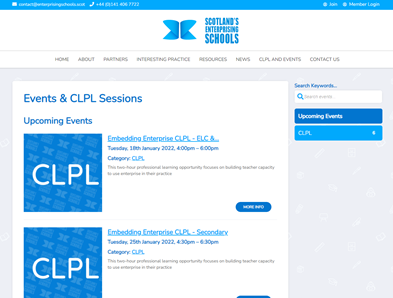 contact@enterprisingschools.scot +44 (0)141 406 7722 Join Member Login
SCOTLAND'S
ENTERPRISING
SCHOOLS
HOME ABOUT PARTNERS INTERESTING PRACTICE RESOURCES NEWS CLPL AND EVENTS CONTACT US
Events & CLPL Sessions
Upcoming Events
CLPL
Embedding Enterprise CLPL - ELC &...
Tuesday, 18th January 2022, 4:00pm – 6:00pm
Category: CLPL
This two-hour professional learning opportunity focuses on building teacher capacity
to use enterprise in their practice
MORE INFO
CLPL
Embedding Enterprise CLPL - Secondary
Tuesday, 25th January 2022, 4:30pm – 6:30pm
Category: CLPL
This two-hour professional learning opportunity focuses on building teacher capacity
to use enterprise in their practice
MORE INFO
Search Keywords...
Search events
Upcoming Events
CLPL